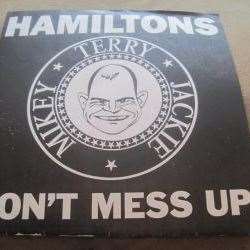 HAMILTONS
MIKEY TERRY JACKIE
ON'T MESS UP